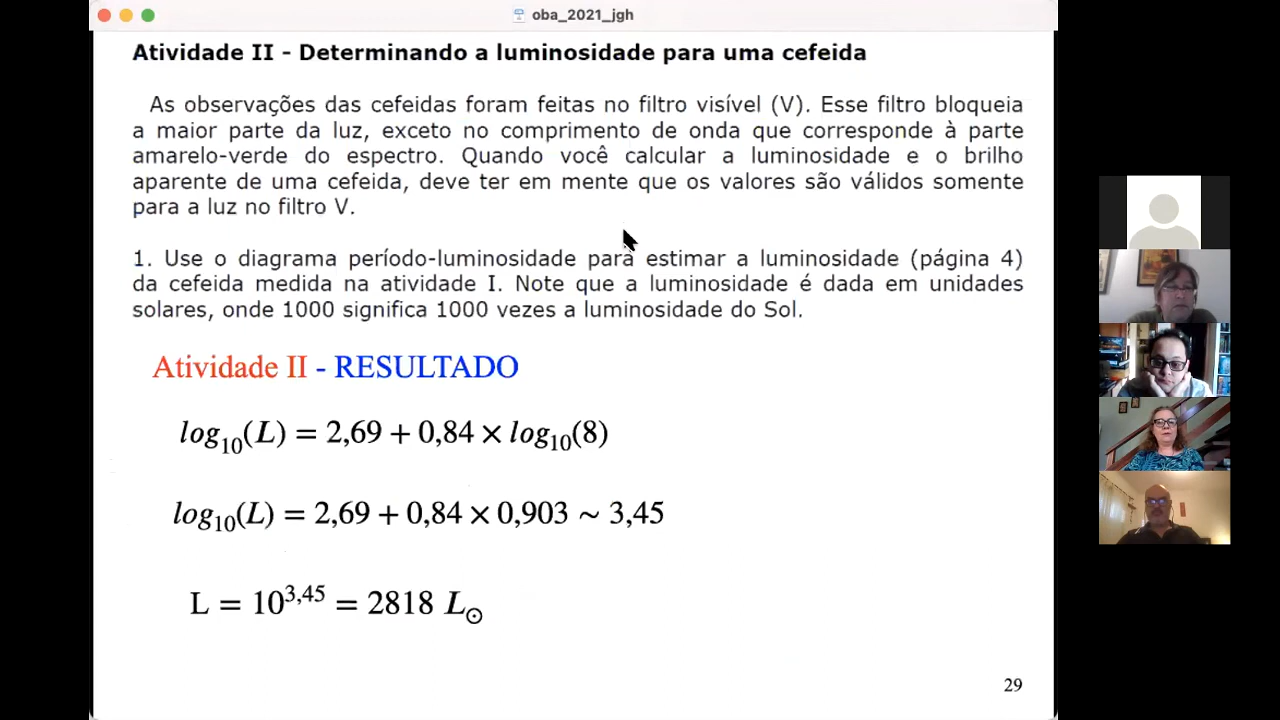 oba_2021_jgh
Atividade II - Determinando a luminosidade para uma cefeida
As observações das cefeidas foram feitas no filtro visível (V). Esse filtro bloqueia
a maior parte da luz, exceto no comprimento de onda que corresponde à parte
amarelo-verde do espectro. Quando você calcular a luminosidade e o brilho
aparente de uma cefeida, deve ter em mente que os valores são válidos somente
para a luz no filtro V.
1. Use o diagrama período-luminosidade para estimar a luminosidade (página 4)
da cefeida medida na atividade I. Note que a luminosidade é dada em unidades
solares, onde 1000 significa 1000 vezes a luminosidade do Sol.
Atividade II - RESULTADO
log₁₀(L) = 2,69 + 0,84 × log₁₀(8)
log₁₀(L) = 2,69 + 0,84 × 0,903 ~ 3,45
L = 10^{3,45} = 2818 L_⊙
29